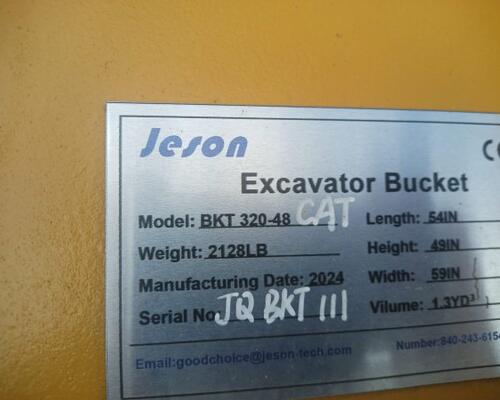 Jeson
CE
Excavator Bucket
Model: BKT 320-48 CAT Length: 54IN
Weight: 2128LB Height: 49IN
Manufacturing Date: 2024 Width: 59IN
Serial No: JQ BKT 111 Vilume: 1.3YD³
Email:goodchoice@jeson-tech.com Number:840-243-6154